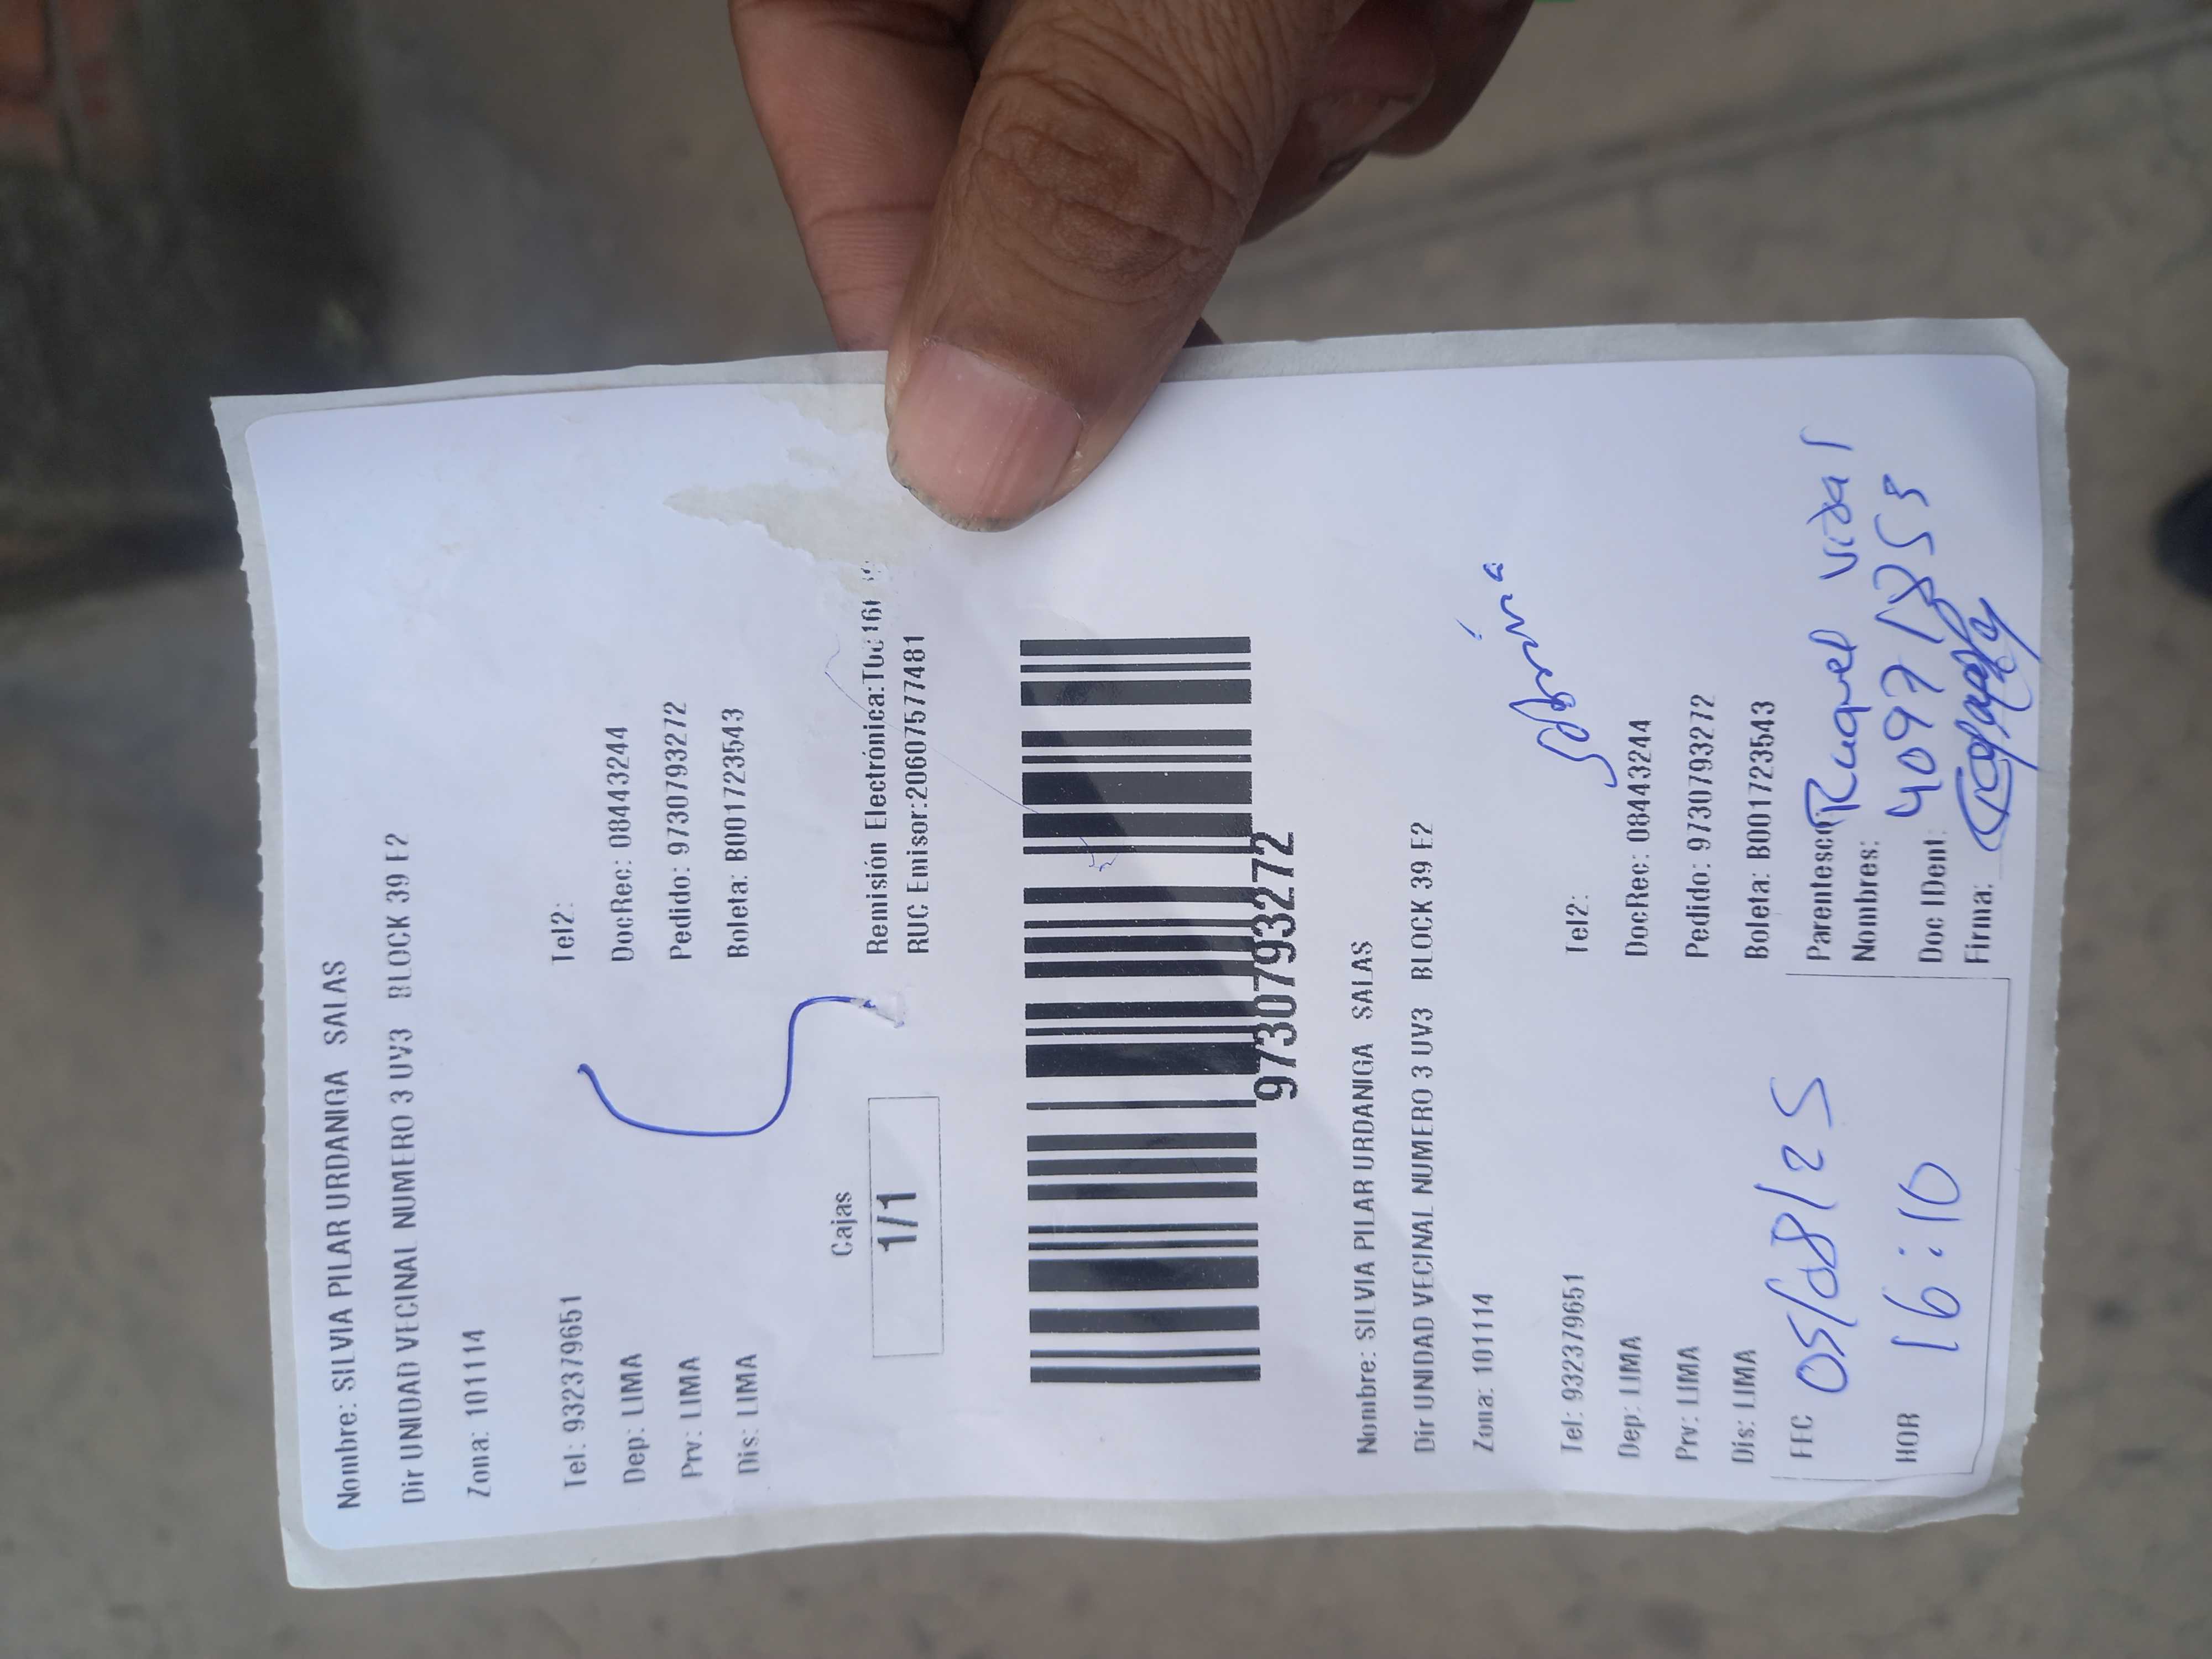 Nombre: SILVIA PILAR URDANIGA SALAS
Dir UNIDAD VECINAL NUMERO 3 UV3 BLOCK 39 E2
Zona: 101114
Tel: 932379651 Tel2:
Dep: LIMA DocRec: 08443244
Prv: LIMA Pedido: 9730793272
Dis: LIMA Boleta: B001723543
Cajas
1/1
Remisión Electrónica:
RUC Emisor:20607577481
9730793272
Nombre: SILVIA PILAR URDANIGA SALAS
Dir UNIDAD VECINAL NUMERO 3 UV3 BLOCK 39 E2
Zona: 101114
Tel: 932379651 Tel2:
Dep: LIMA DocRec: 08443244
Prv: LIMA Pedido: 9730793272
Dis: LIMA Boleta: B001723543
FEC 05/08/25
HOR 16:10
Parentesco
Nombres: Raquel Vidal
Doc IDent:
Firma: